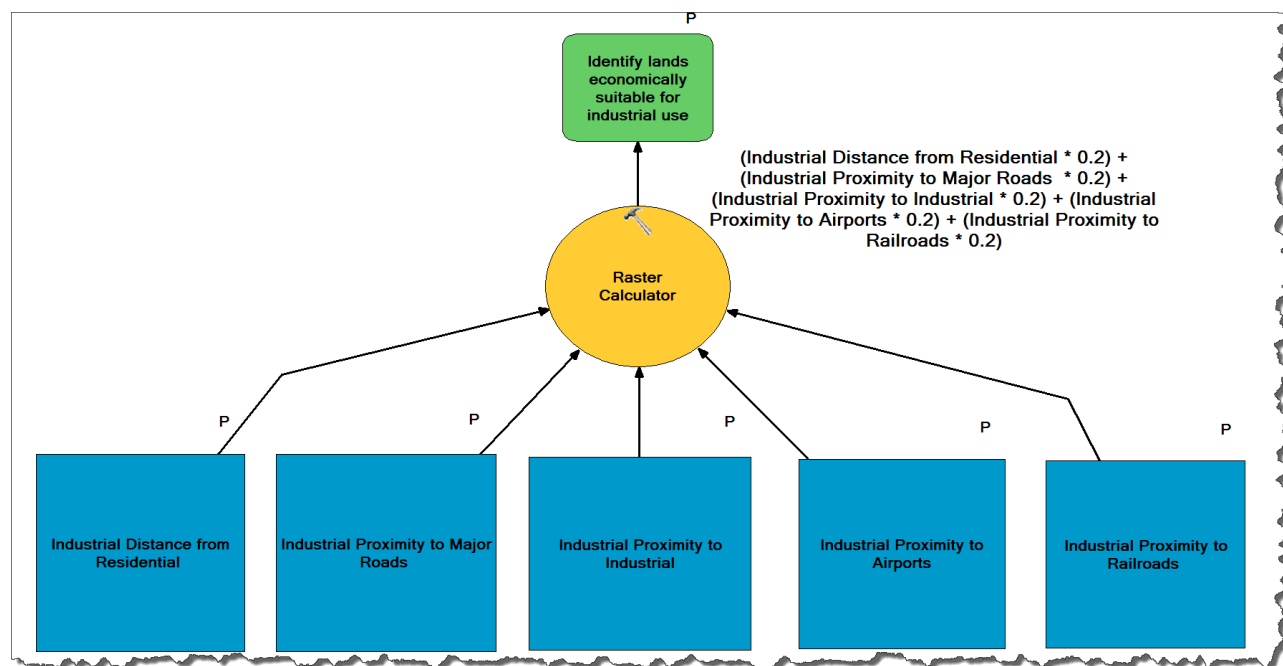 P
Identify lands
economically
suitable for
industrial use
(Industrial Distance from Residential * 0.2) +
(Industrial Proximity to Major Roads  * 0.2) +
(Industrial Proximity to Industrial * 0.2) + (Industrial
Proximity to Airports * 0.2) + (Industrial Proximity to
Railroads * 0.2)
Raster
Calculator
P
P
P
P
P
Industrial Distance from
Residential
Industrial Proximity to Major
Roads
Industrial Proximity to
Industrial
Industrial Proximity to
Airports
Industrial Proximity to
Railroads